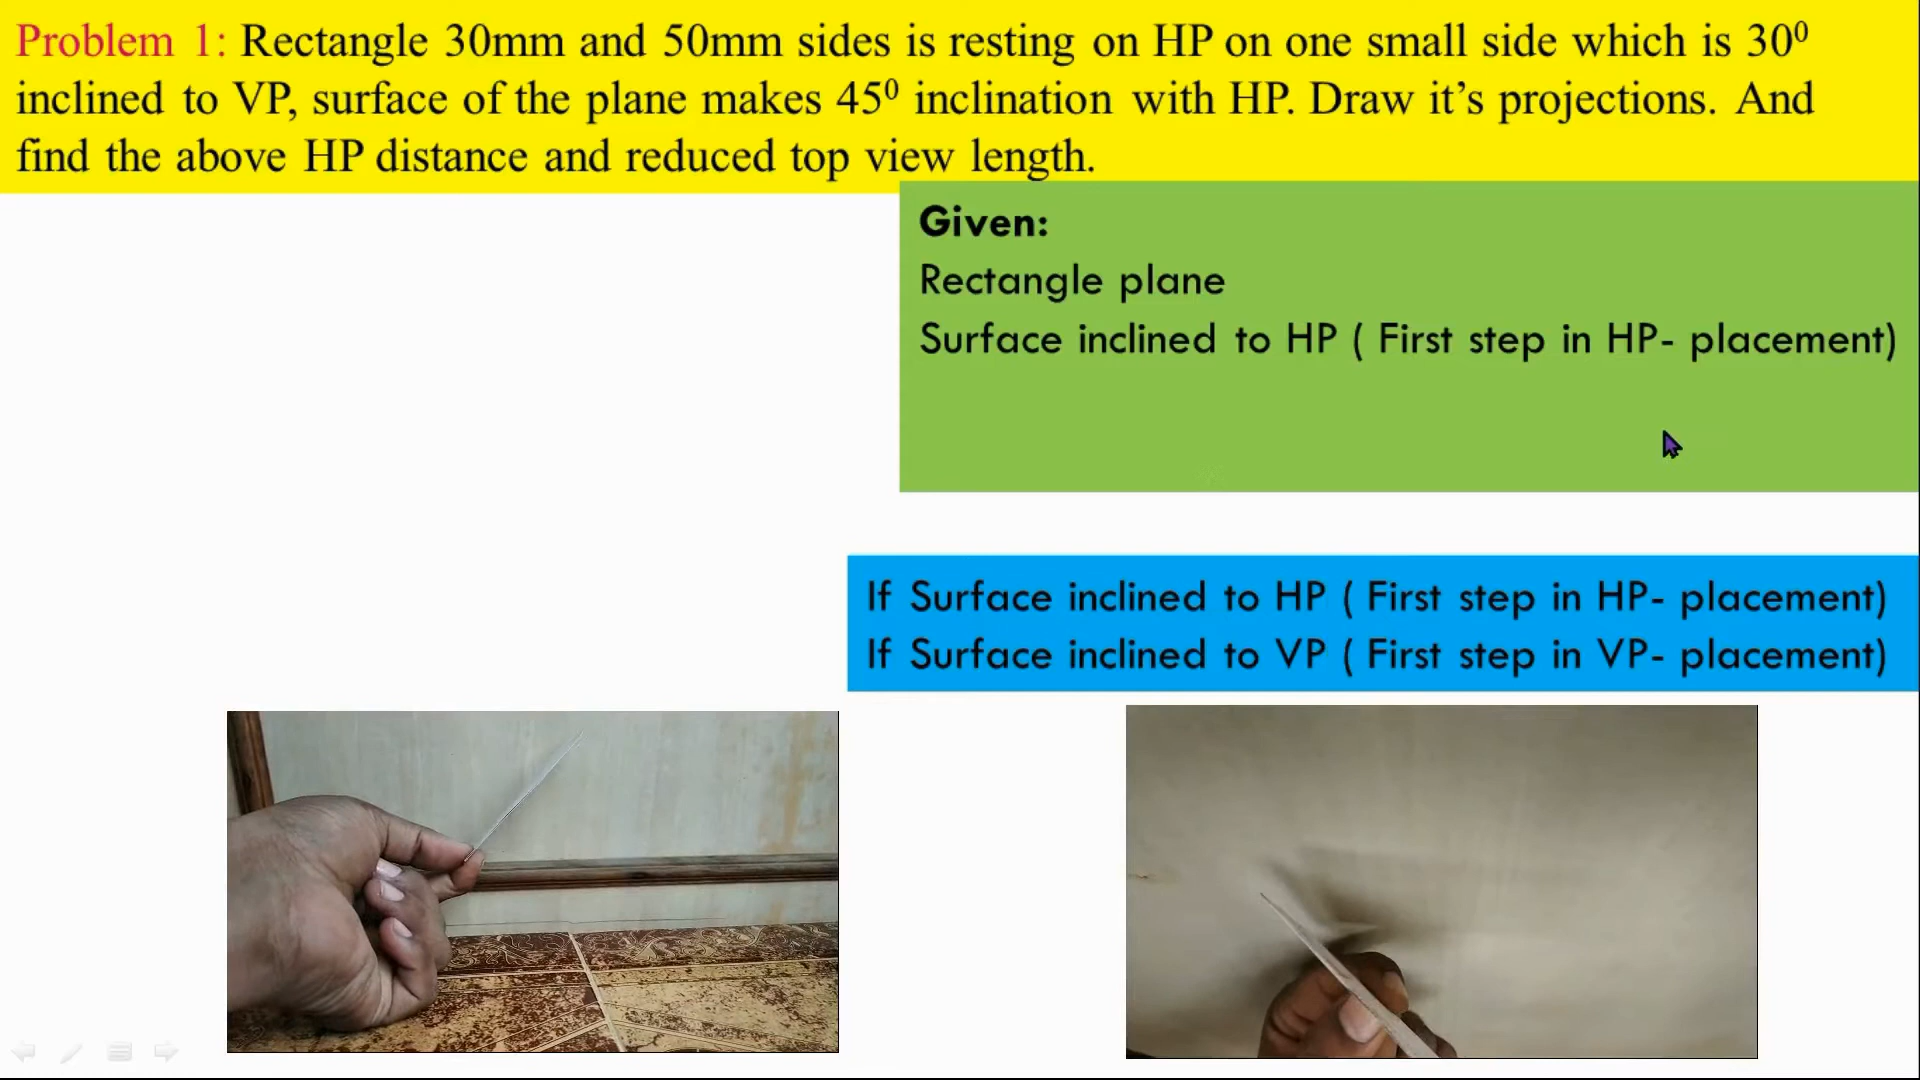 Problem 1: Rectangle 30mm and 50mm sides is resting on HP on one small side which is 30⁰
inclined to VP, surface of the plane makes 45⁰ inclination with HP. Draw it’s projections. And
find the above HP distance and reduced top view length.
Given:
Rectangle plane
Surface inclined to HP ( First step in HP- placement)
If Surface inclined to HP ( First step in HP- placement)
If Surface inclined to VP ( First step in VP- placement)